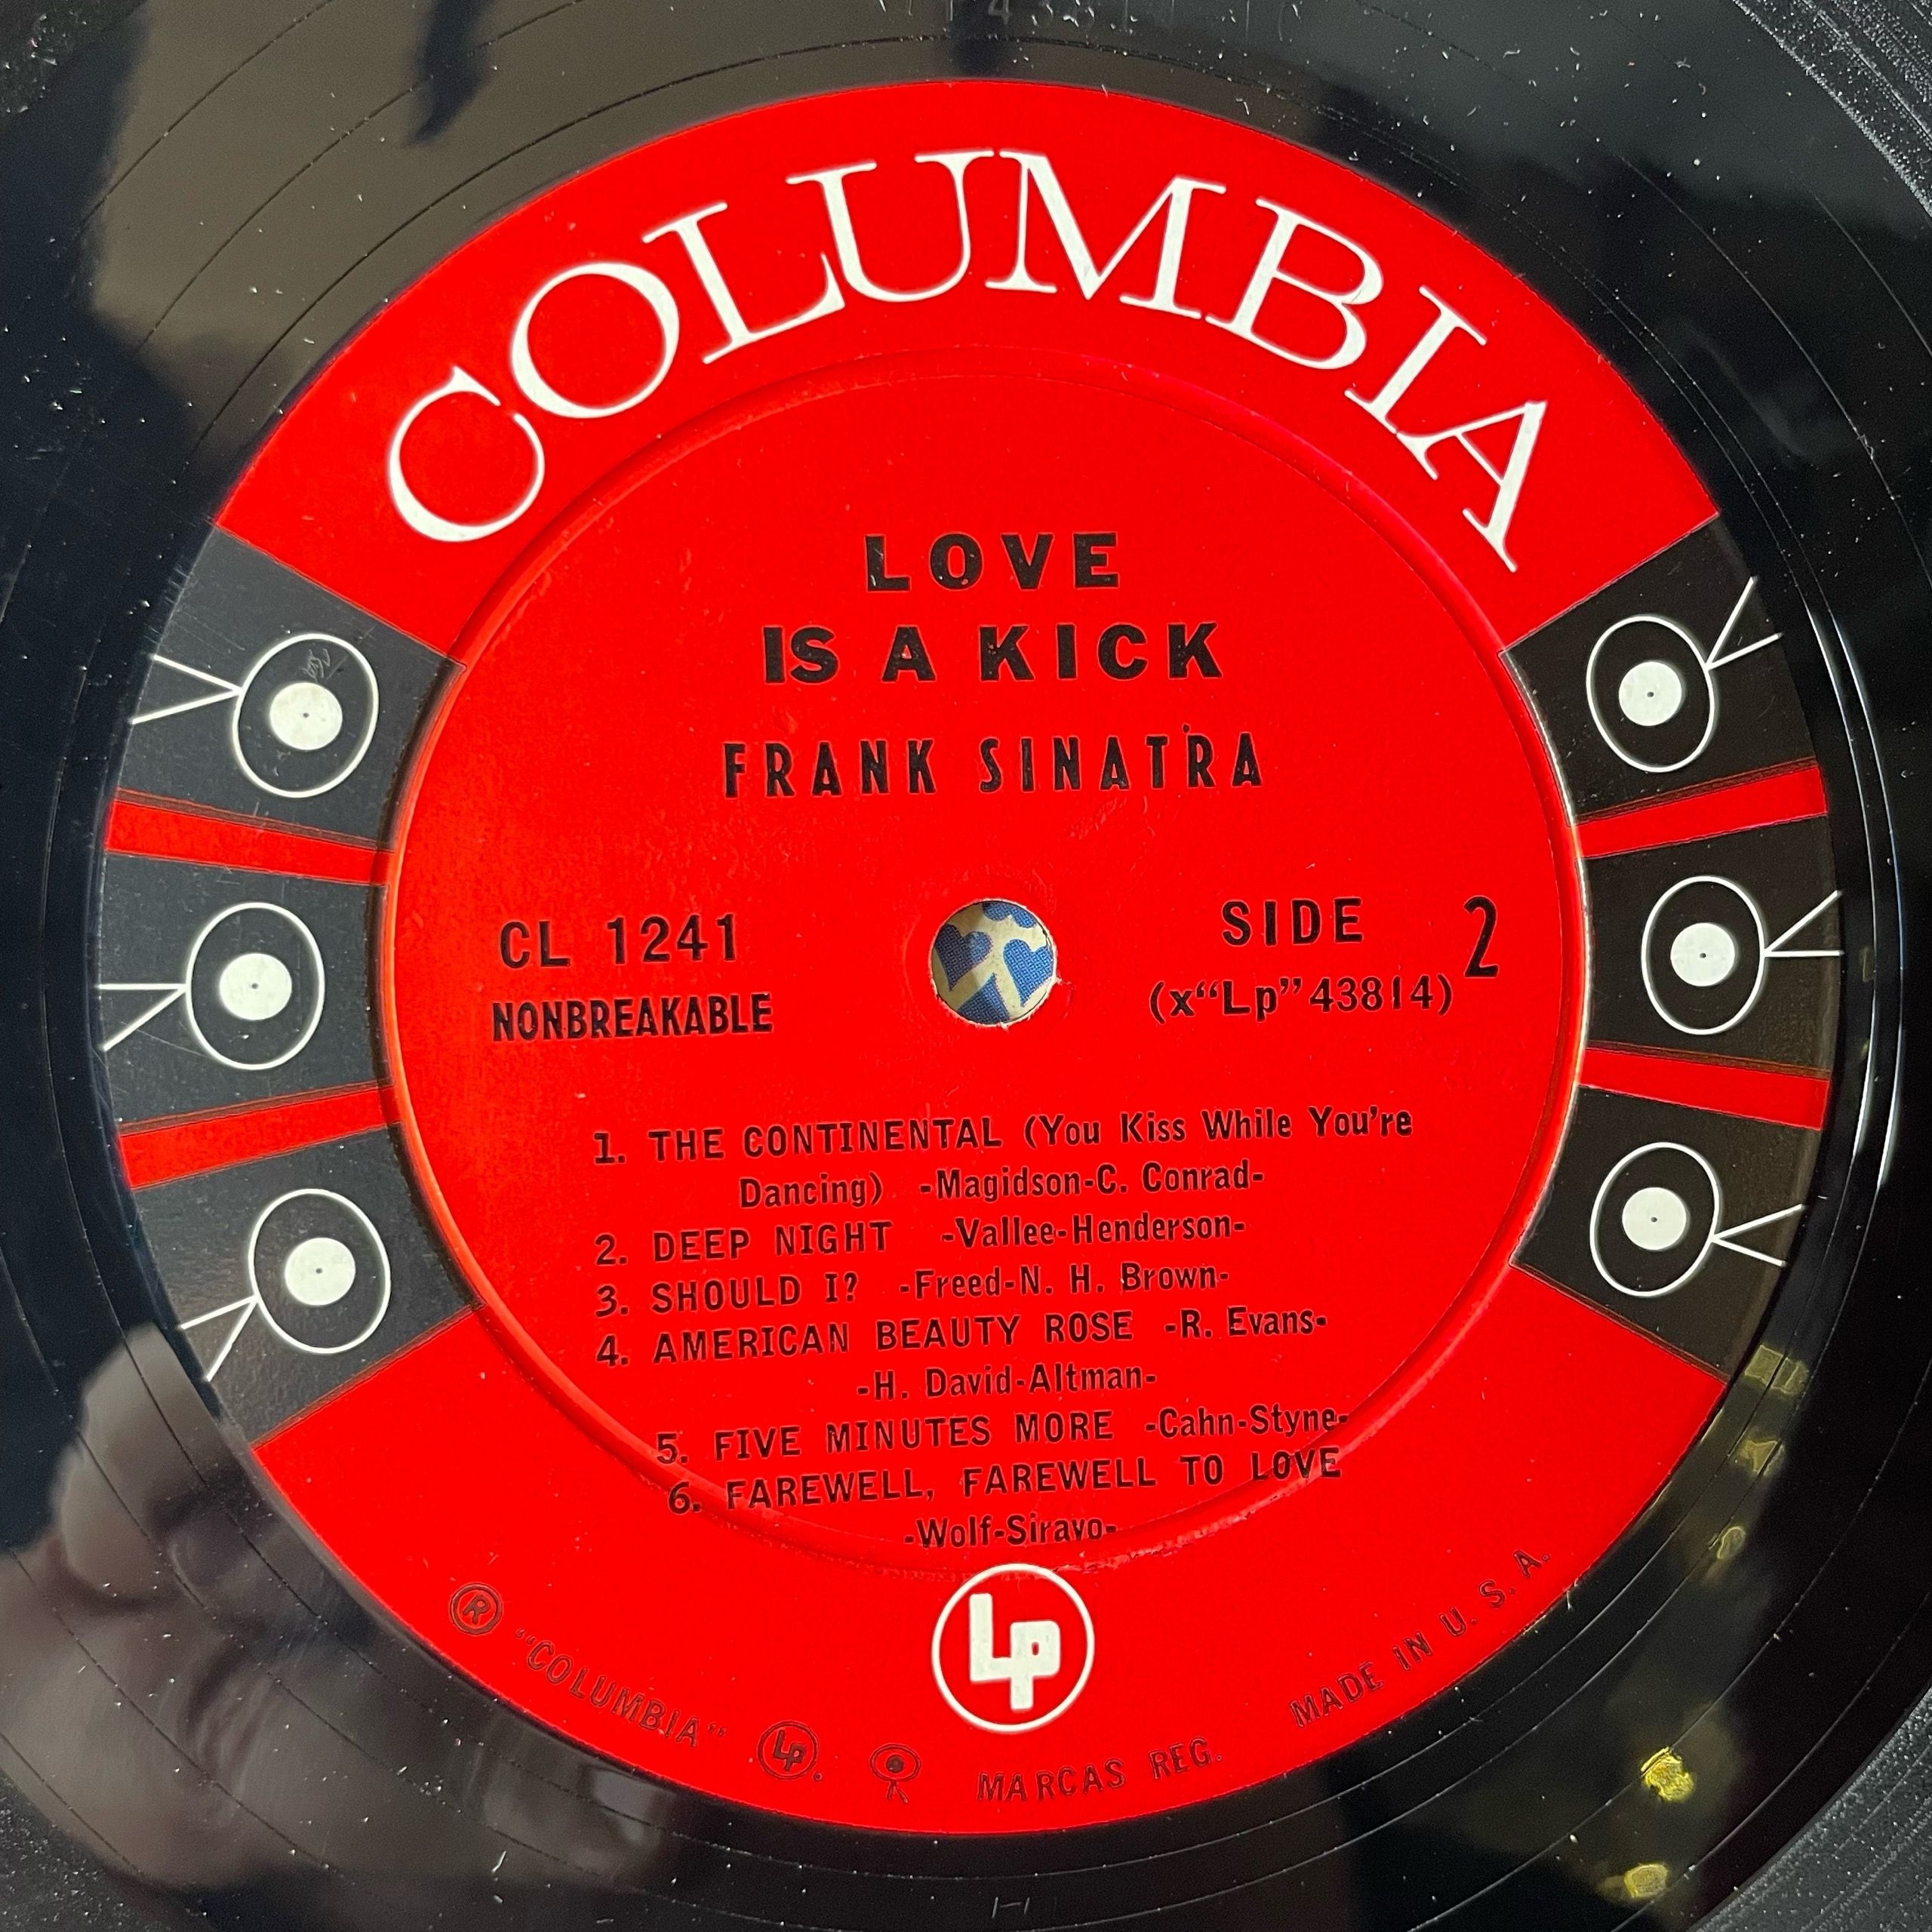 COLUMBIA
LOVE
IS A KICK
FRANK SINATRA
CL 1241
NONBREAKABLE
SIDE 2
(x“Lp”43814)
1. THE CONTINENTAL (You Kiss While You're
Dancing) -Magidson-C. Conrad-
2. DEEP NIGHT -Vallee-Henderson-
3. SHOULD I? -Freed-N. H. Brown-
4. AMERICAN BEAUTY ROSE -R. Evans-
-H. David-Altman-
5. FIVE MINUTES MORE -Cahn-Styne-
6. FAREWELL, FAREWELL TO LOVE
-Wolf-Siravo-
Lp
® “COLUMBIA” Lp. MARCAS REG. MADE IN U. S. A.